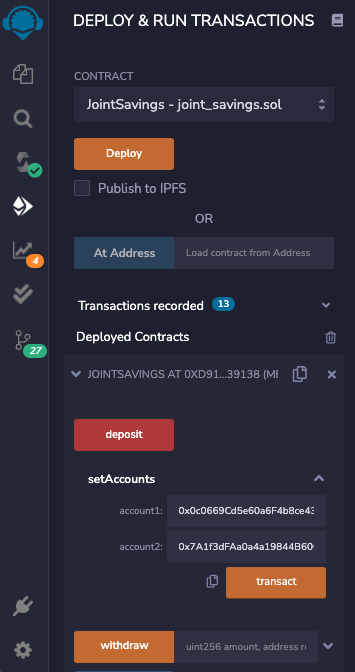 DEPLOY & RUN TRANSACTIONS
CONTRACT
JointSavings - joint_savings.sol
Deploy
Publish to IPFS
OR
At Address Load contract from Address
4
Transactions recorded 13
Deployed Contracts
27
JOINTSAVINGS AT 0XD91...39138 (ME
deposit
setAccounts
account1: 0x0c0669Cd5e60a6F4b8ce43
account2: 0x7A1f3dFAa0a4a19844B60
transact
withdraw uint256 amount, address re